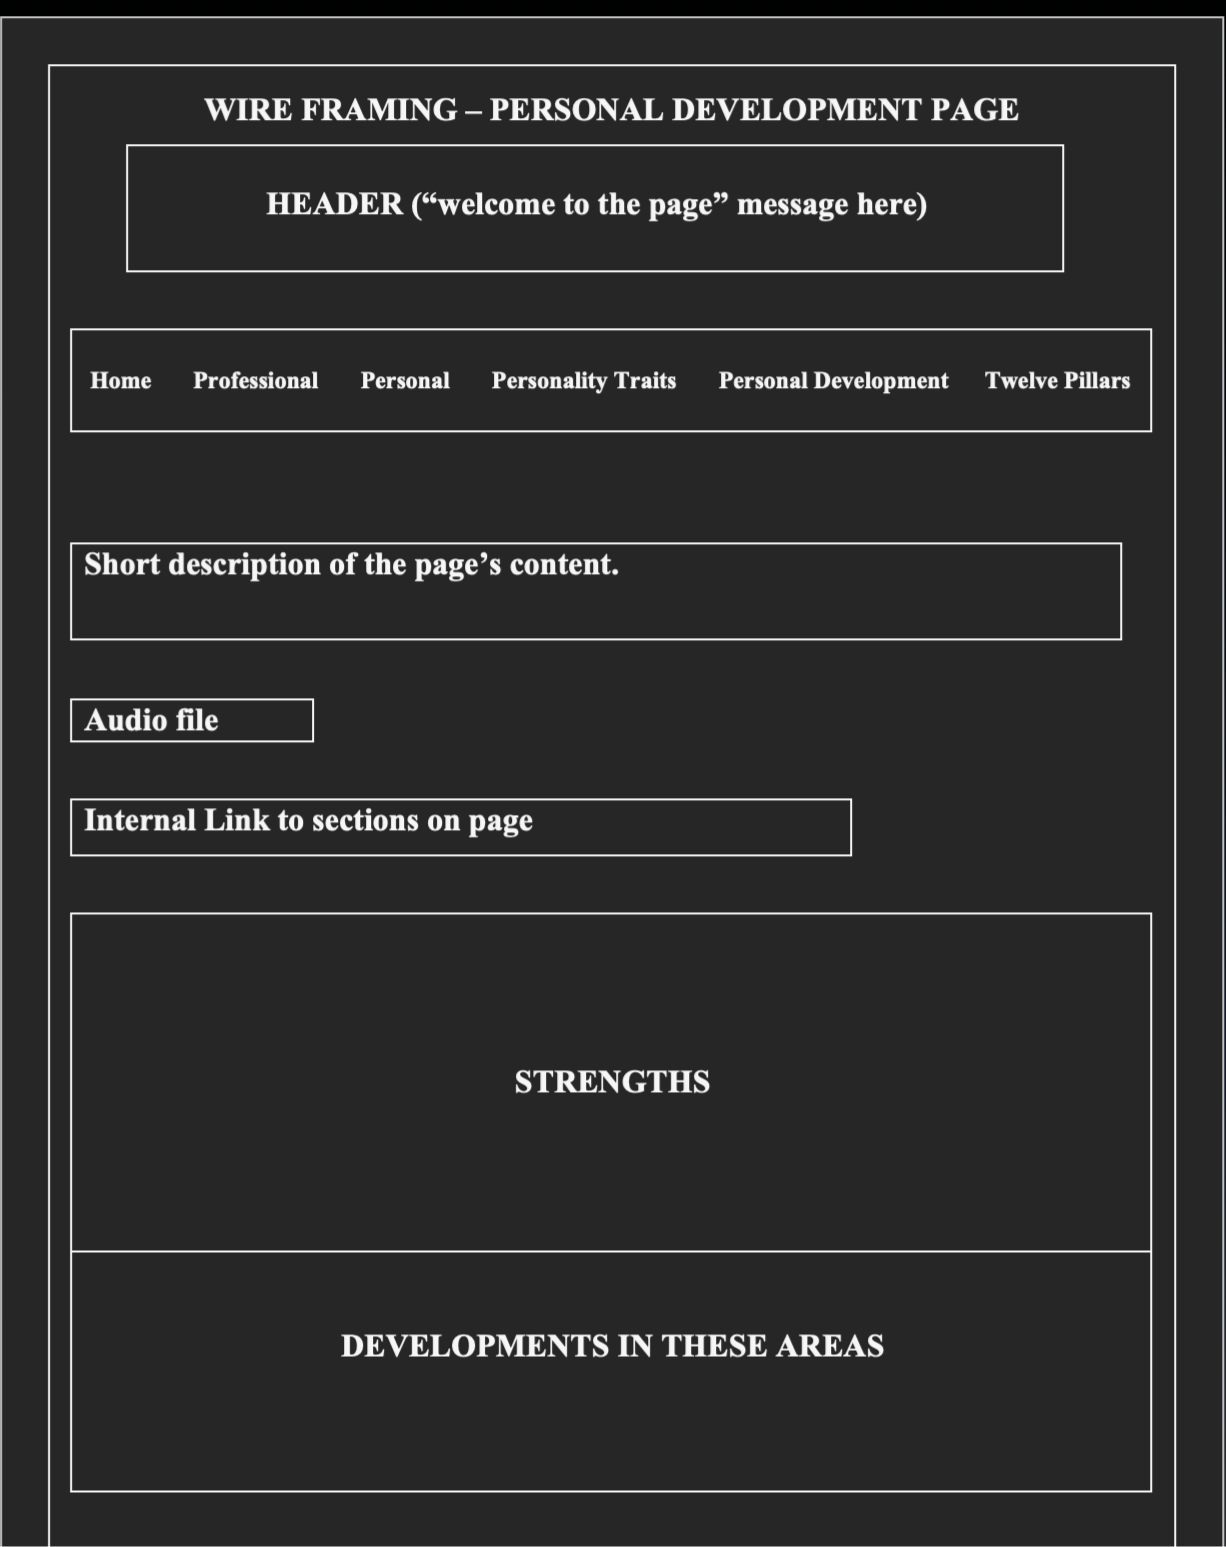 WIRE FRAMING – PERSONAL DEVELOPMENT PAGE
HEADER (“welcome to the page” message here)
Home Professional Personal Personality Traits Personal Development Twelve Pillars
Short description of the page’s content.
Audio file
Internal Link to sections on page
STRENGTHS
DEVELOPMENTS IN THESE AREAS